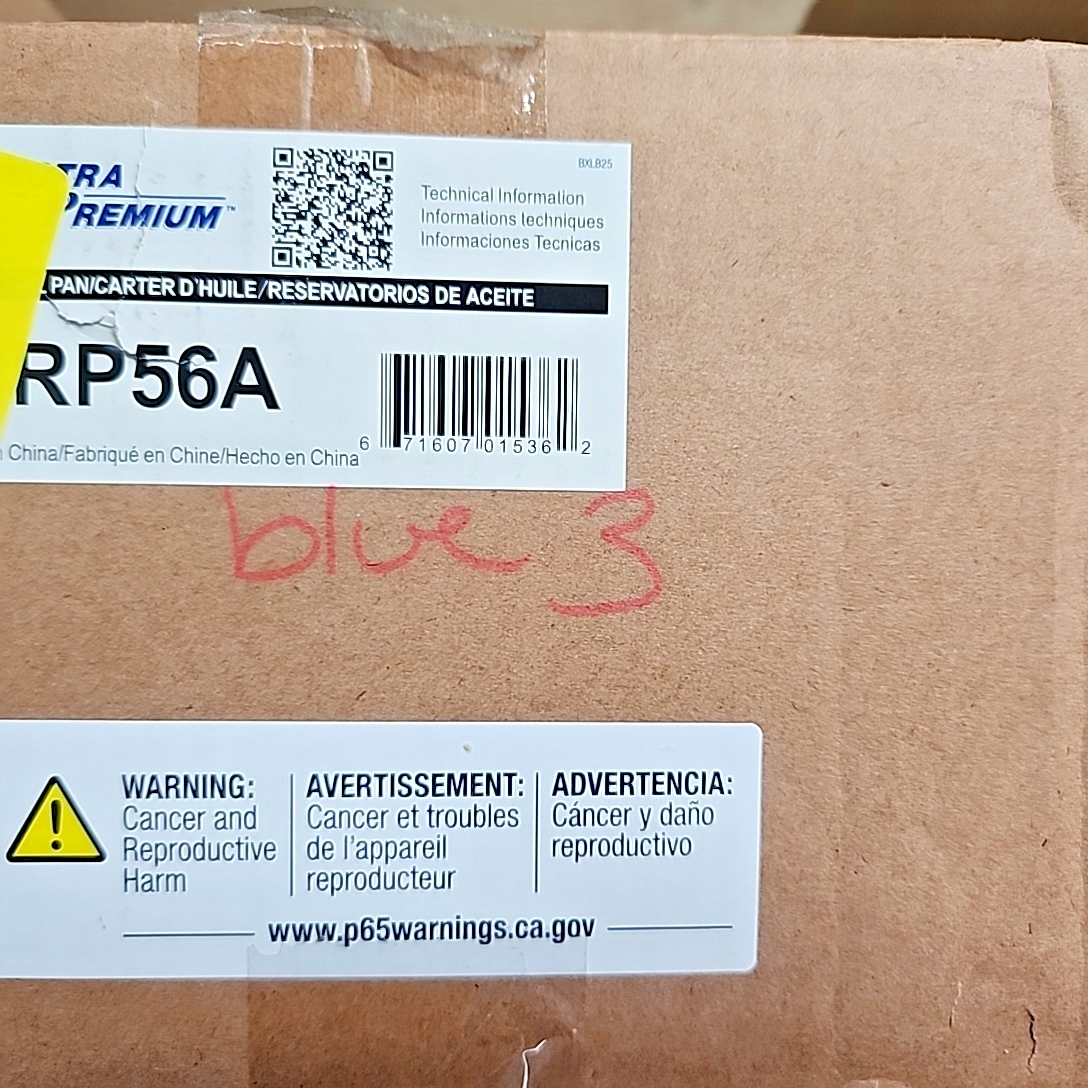 TRA
PREMIUM™
BXLB25
Technical Information
Informations techniques
Informaciones Tecnicas
PAN/CARTER D'HUILE/RESERVATORIOS DE ACEITE
RP56A
6 71607 01536 2
China/Fabriqué en Chine/Hecho en China
blue 3
WARNING:
Cancer and
Reproductive
Harm
AVERTISSEMENT:
Cancer et troubles
de l'appareil
reproducteur
ADVERTENCIA:
Cáncer y daño
reproductivo
www.p65warnings.ca.gov